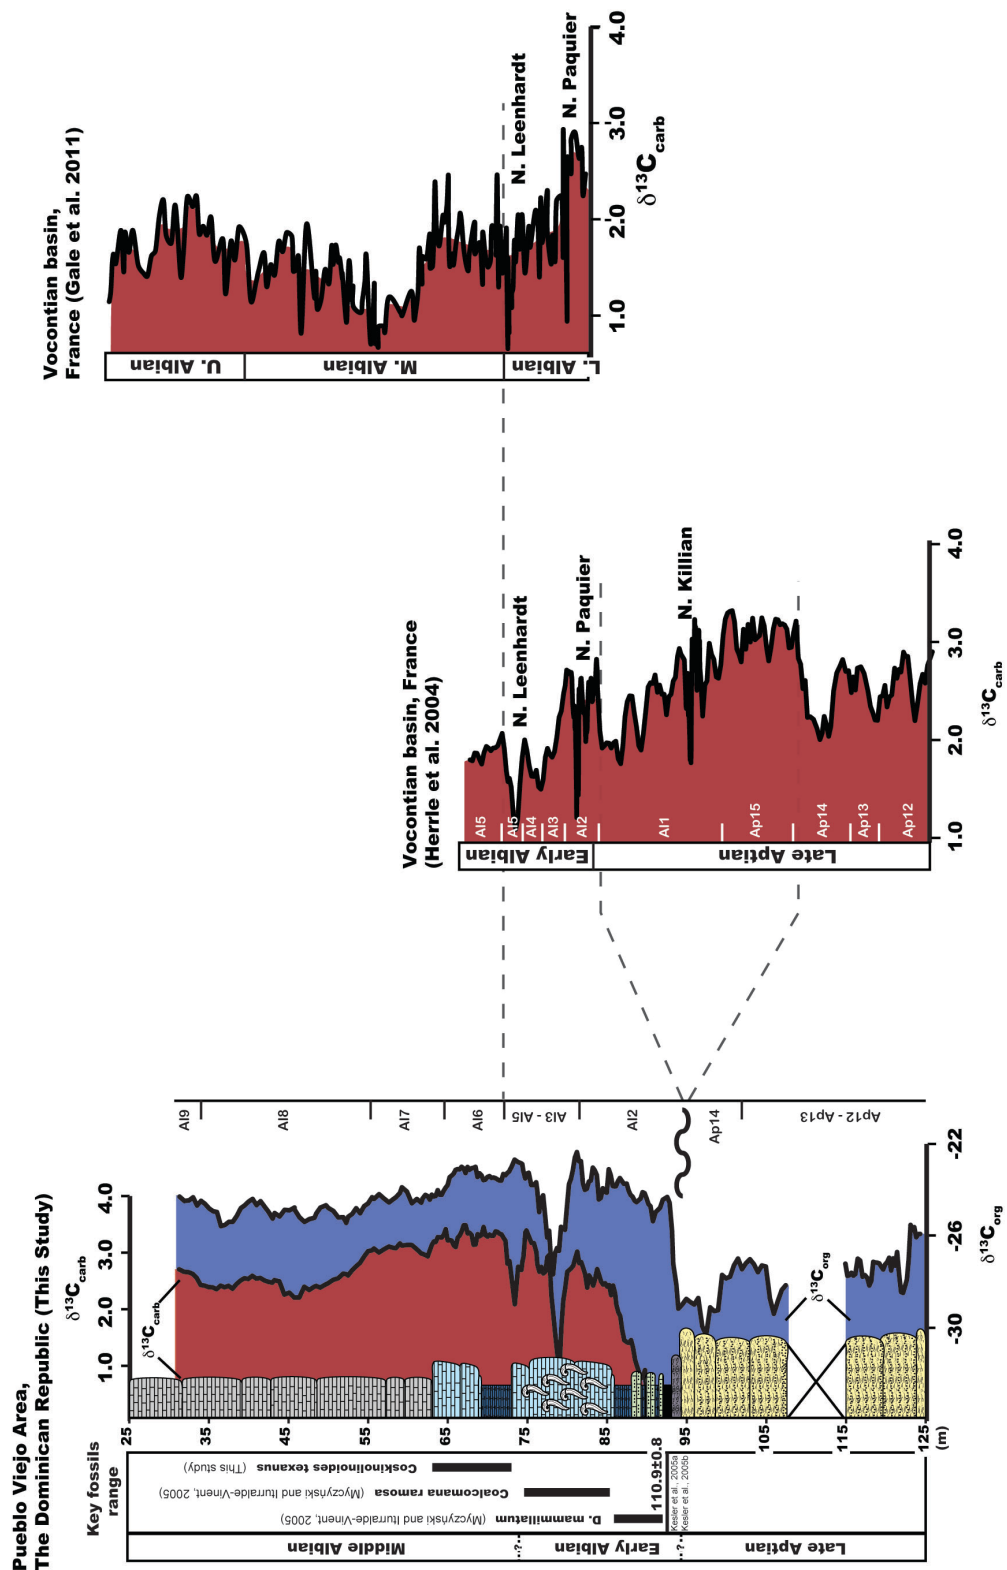 Pueblo Viejo Area,
The Dominican Republic (This Study)
δ13Ccarb
4.0
3.0
2.0
1.0
δ13Ccarb
δ13Corg
-22
-26
-30
δ13Corg
Al9
Al8
Al7
Al6
Al3 - Al5
Al2
Ap14
Ap12 - Ap13
25
35
45
55
65
75
85
95
105
115
125
(m)
Key fossils
range
Coskinolinoides texanus (This study)
Coalcomana ramosa (Myczyński and Iturralde-Vinent, 2005)
D. mammillatum (Myczyński and Iturralde-Vinent, 2005)
110.9±0.8
Kesler et al., 2005a
Kesler et al., 2005b
Middle Albian
..?..
Early Albian
..?..
Late Aptian
Vocontian basin, France
(Herrle et al. 2004)
N. Leenhardt
N. Paquier
N. Killian
Al5
Al5
Al4
Al3
Al2
Al1
Ap15
Ap14
Ap13
Ap12
Early Albian
Late Aptian
4.0
3.0
2.0
1.0
δ13Ccarb
Vocontian basin,
France (Gale et al. 2011)
N. Leenhardt
N. Paquier
U. Albian
M. Albian
L. Albian
4.0
3.0
2.0
1.0
δ13Ccarb